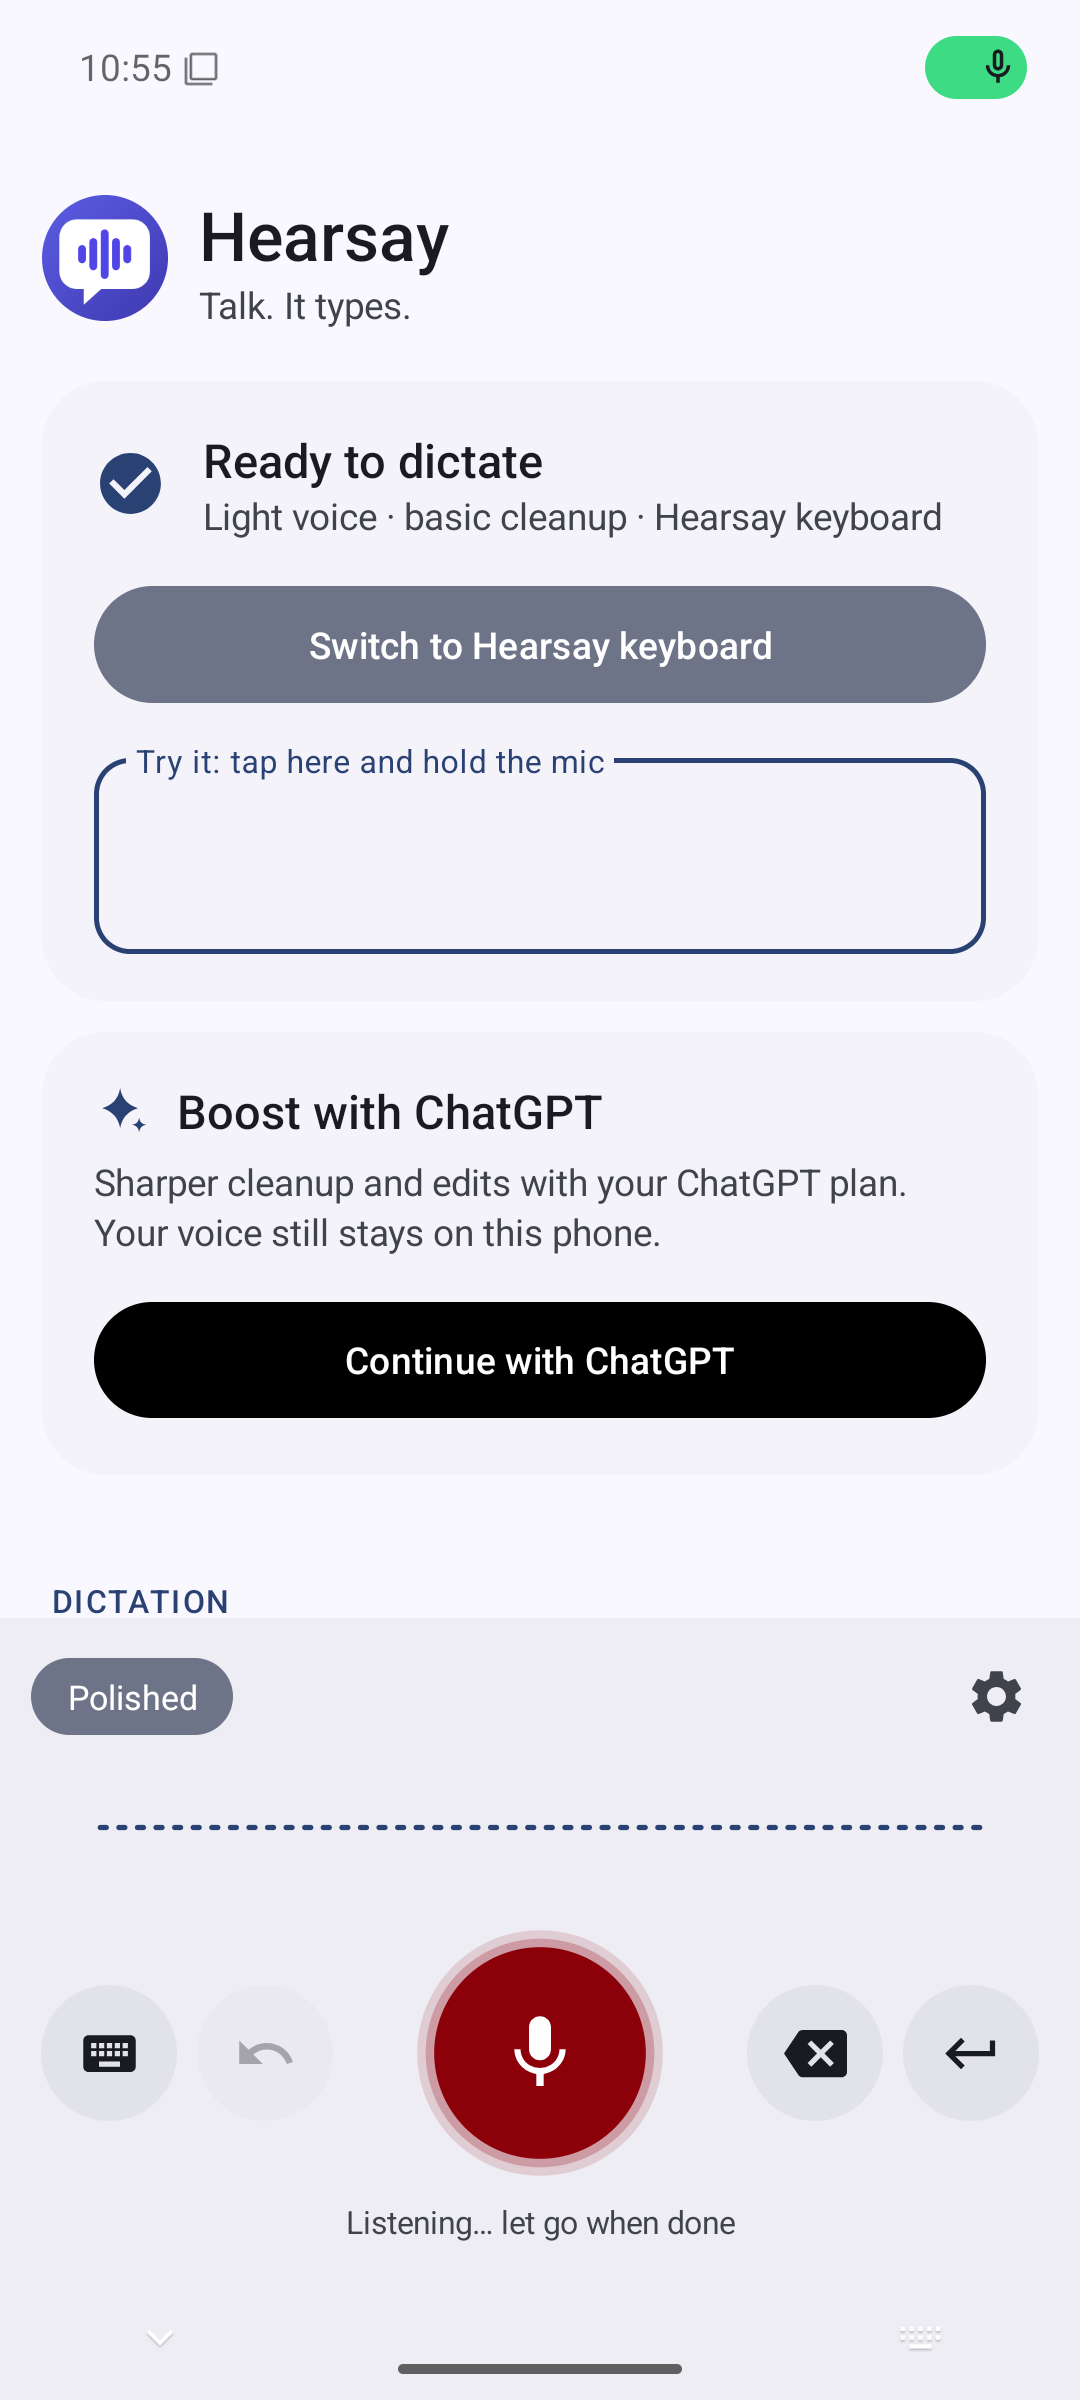 10:55
Hearsay
Talk. It types.
Ready to dictate
Light voice · basic cleanup · Hearsay keyboard
Switch to Hearsay keyboard
Try it: tap here and hold the mic
Boost with ChatGPT
Sharper cleanup and edits with your ChatGPT plan.
Your voice still stays on this phone.
Continue with ChatGPT
DICTATION
Polished
Listening... let go when done